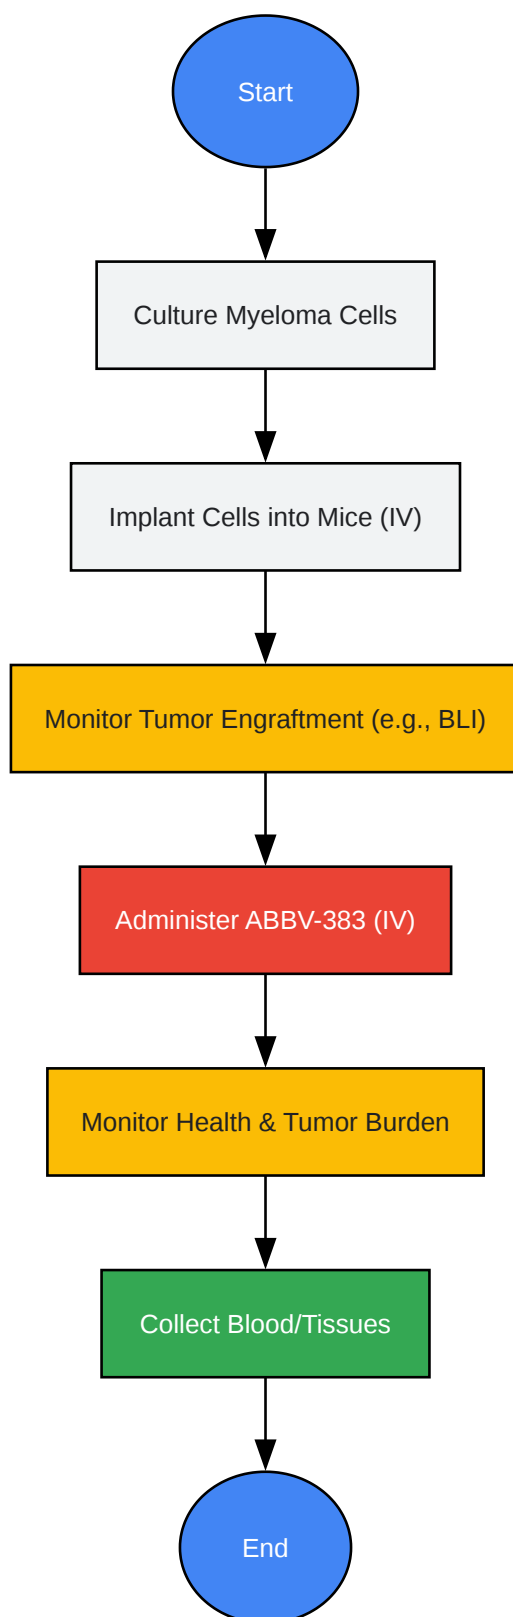 Start
Culture Myeloma Cells
Implant Cells into Mice (IV)
Monitor Tumor Engraftment (e.g., BLI)
Administer ABBV-383 (IV)
Monitor Health & Tumor Burden
Collect Blood/Tissues
End